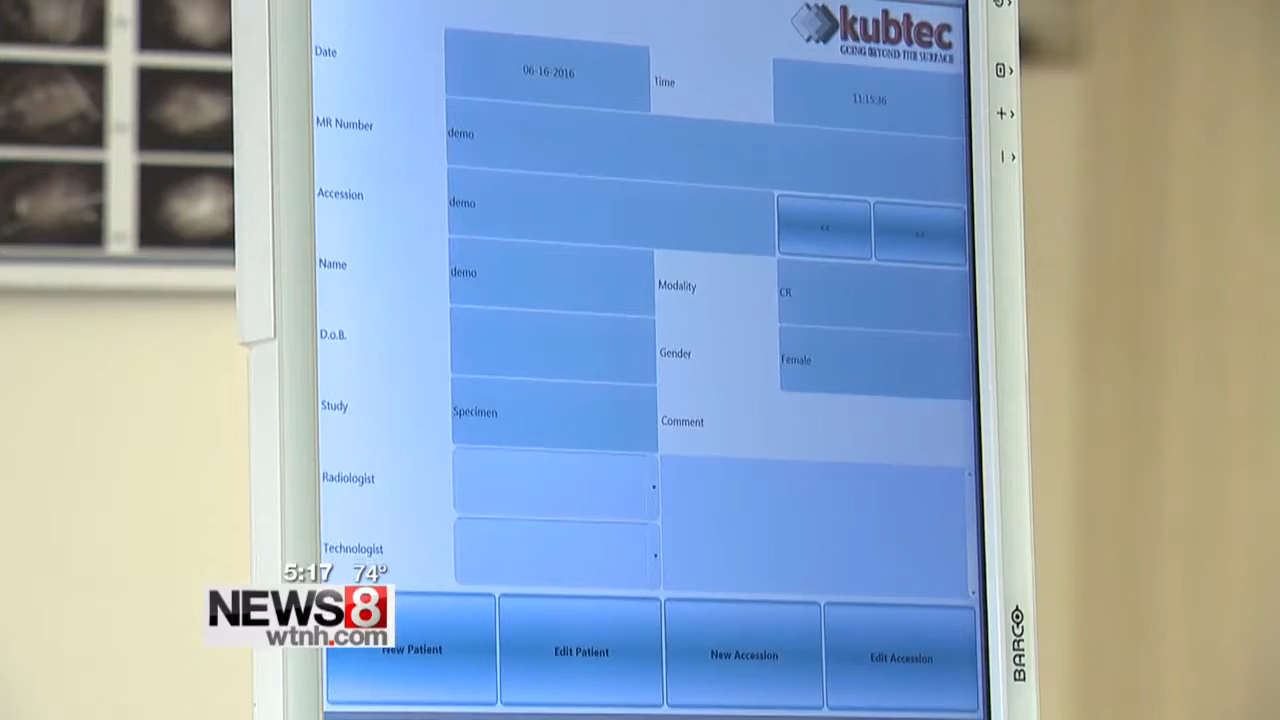 kubtec
GOING BEYOND THE SURFACE
Date
06-16-2016
Time
11:15:36
MR Number
demo
Accession
demo
<<
Name
demo
Modality
CR
D.o.B.
Gender
Female
Study
Specimen
Comment
Radiologist
Technologist
New Patient
Edit Patient
New Accession
Edit Accession
BARCO
5:17 74°
NEWS 8
wtnh.com